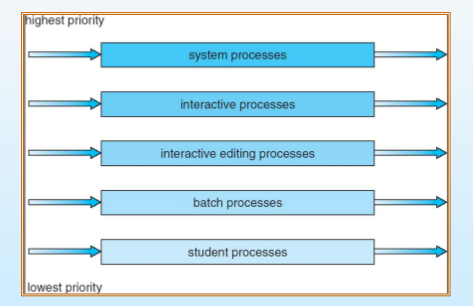 highest priority
system processes
interactive processes
interactive editing processes
batch processes
student processes
lowest priority